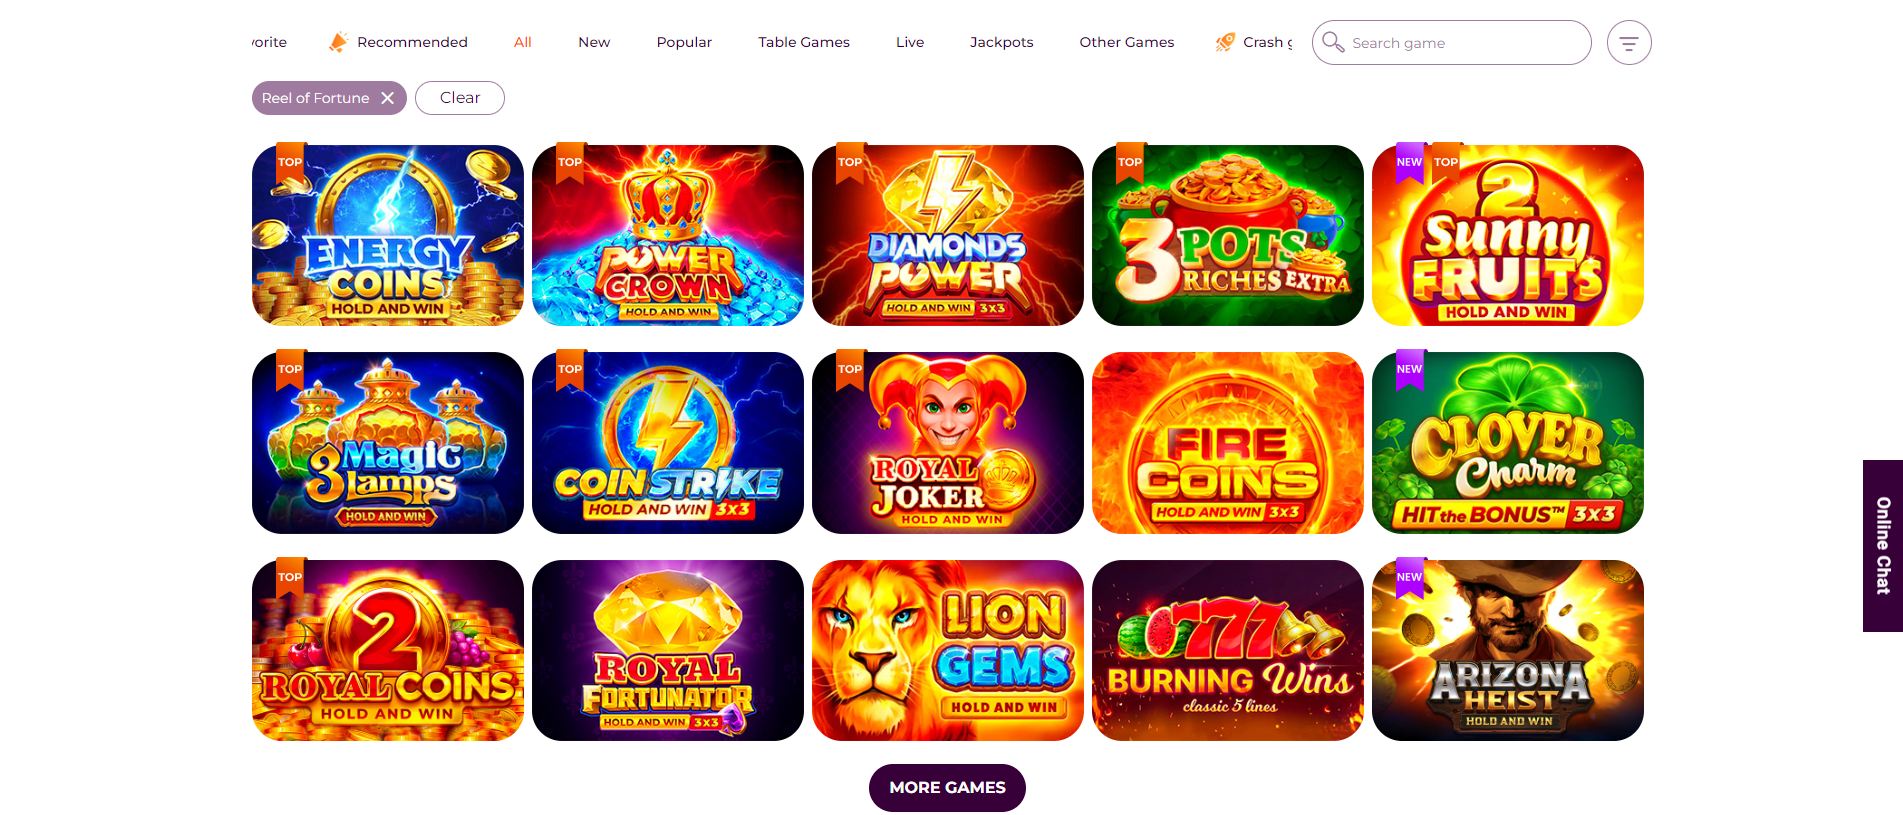 vorite
Recommended
All
New
Popular
Table Games
Live
Jackpots
Other Games
Crash g
Search game
Reel of Fortune
Clear
TOP
ENERGY
COINS
HOLD AND WIN
TOP
POWER
CROWN
HOLD AND WIN
TOP
DIAMONDS
POWER
HOLD AND WIN 3x3
TOP
3 POTS
RICHES EXTRA
NEW TOP
2
Sunny
FRUITS
HOLD AND WIN
TOP
3 Magic
lamps
HOLD AND WIN
TOP
COIN STRIKE
HOLD AND WIN 3x3
TOP
ROYAL
JOKER
HOLD AND WIN
FIRE
COINS
HOLD AND WIN 3x3
NEW
CLOVER
Charm
HIT the BONUS™ 3x3
TOP
2
ROYAL COINS
HOLD AND WIN
ROYAL
FORTUNATOR
HOLD AND WIN 3x3
LION
GEMS
HOLD AND WIN
777
BURNING Wins
classic 5 lines
NEW
ARIZONA
HEIST
HOLD AND WIN
MORE GAMES
Online Chat